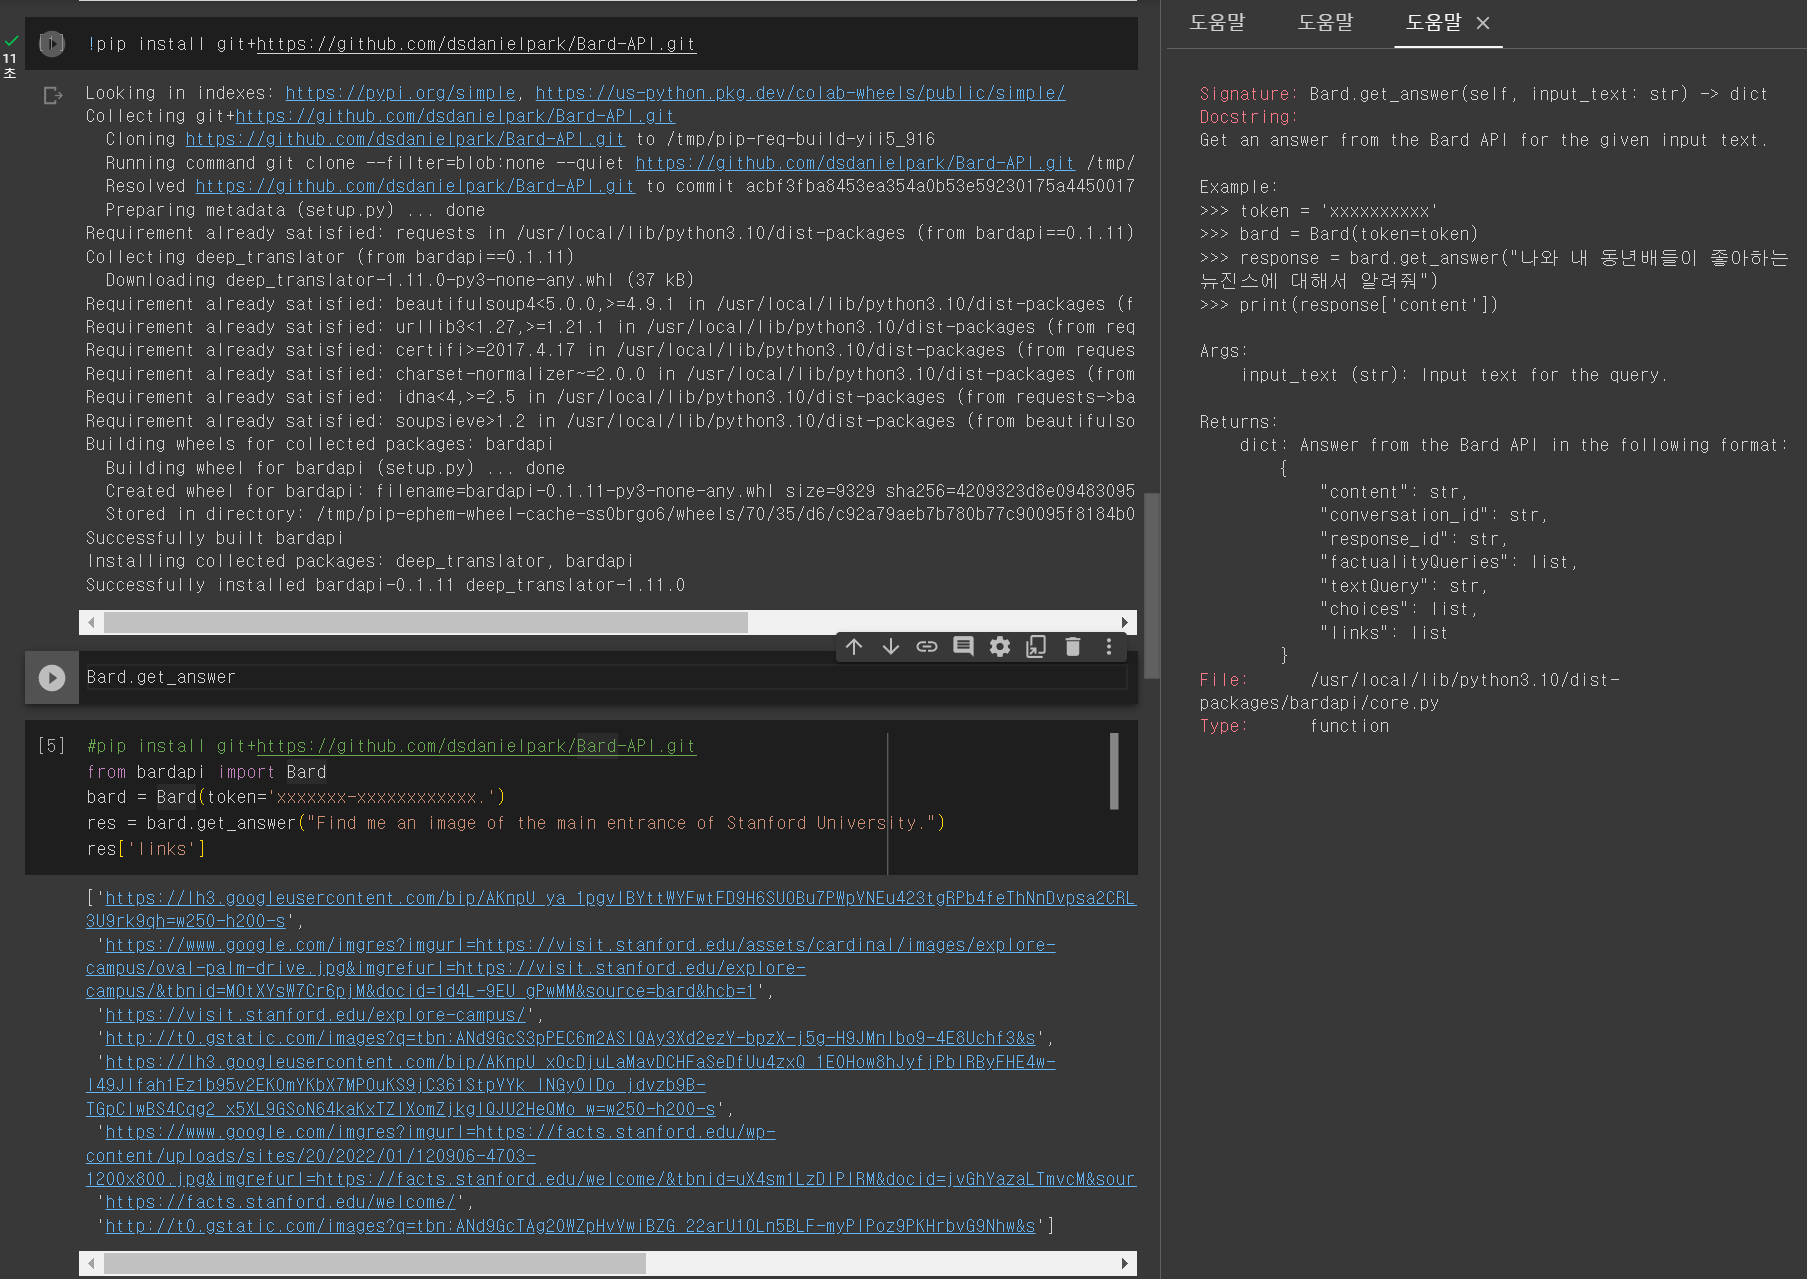 !pip install git+https://github.com/dsdanielpark/Bard-API.git
11
초
Looking in indexes: https://pypi.org/simple, https://us-python.pkg.dev/colab-wheels/public/simple/
Collecting git+https://github.com/dsdanielpark/Bard-API.git
Cloning https://github.com/dsdanielpark/Bard-API.git to /tmp/pip-req-build-yii5_916
Running command git clone --filter=blob:none --quiet https://github.com/dsdanielpark/Bard-API.git /tmp/
Resolved https://github.com/dsdanielpark/Bard-API.git to commit acbf3fba8453ea354a0b53e59230175a4450017
Preparing metadata (setup.py) ... done
Requirement already satisfied: requests in /usr/local/lib/python3.10/dist-packages (from bardapi==0.1.11)
Collecting deep_translator (from bardapi==0.1.11)
Downloading deep_translator-1.11.0-py3-none-any.whl (37 kB)
Requirement already satisfied: beautifulsoup4<5.0.0,>=4.9.1 in /usr/local/lib/python3.10/dist-packages (f
Requirement already satisfied: urllib3<1.27,>=1.21.1 in /usr/local/lib/python3.10/dist-packages (from req
Requirement already satisfied: certifi>=2017.4.17 in /usr/local/lib/python3.10/dist-packages (from reques
Requirement already satisfied: charset-normalizer~=2.0.0 in /usr/local/lib/python3.10/dist-packages (from
Requirement already satisfied: idna<4,>=2.5 in /usr/local/lib/python3.10/dist-packages (from requests->ba
Requirement already satisfied: soupsieve>1.2 in /usr/local/lib/python3.10/dist-packages (from beautifulso
Building wheels for collected packages: bardapi
Building wheel for bardapi (setup.py) ... done
Created wheel for bardapi: filename=bardapi-0.1.11-py3-none-any.whl size=9329 sha256=4209323d8e09483095
Stored in directory: /tmp/pip-ephem-wheel-cache-ss0brgo6/wheels/70/35/d6/c92a79aeb7b780b77c90095f8184b0
Successfully built bardapi
Installing collected packages: deep_translator, bardapi
Successfully installed bardapi-0.1.11 deep_translator-1.11.0
Bard.get_answer
[5] #pip install git+https://github.com/dsdanielpark/Bard-API.git
from bardapi import Bard
bard = Bard(token='xxxxxxx-xxxxxxxxxxxx.')
res = bard.get_answer("Find me an image of the main entrance of Stanford University.")
res['links']
['https://lh3.googleusercontent.com/bip/AKnpU_ya_1pgvIBYttWYFwtFD9H6SUOBu7PWpVNEu423tgRPb4feThNnDvpsa2CRL
3U9rk9qh=w250-h200-s',
'https://www.google.com/imgres?imgurl=https://visit.stanford.edu/assets/cardinal/images/explore-
campus/oval-palm-drive.jpg&imgrefurl=https://visit.stanford.edu/explore-
campus/&tbnid=MOtXYsW7Cr6pjM&docid=1d4L-9EU_gPwMM&source=bard&hcb=1',
'https://visit.stanford.edu/explore-campus/',
'http://t0.gstatic.com/images?q=tbn:ANd9GcS3pPEC6m2ASIQAy3Xd2ezY-bpzX-j5g-H9JMnIbo9-4E8Uchf3&s',
'https://lh3.googleusercontent.com/bip/AKnpU_xOcDjuLaMavDCHFaSeDfUu4zxQ_1E0How8hJyfjPbIRByFHE4w-
l49JIfah1Ez1b95v2EKOmYKbX7MPOuKS9jC361StpVYk_INGy0IDo_jdvzb9B-
TGpCIwBS4Cqg2_x5XL9GSoN64kaKxTZIXomZjkgIQJU2HeQMo_w=w250-h200-s',
'https://www.google.com/imgres?imgurl=https://facts.stanford.edu/wp-
content/uploads/sites/20/2022/01/120906-4703-
1200x800.jpg&imgrefurl=https://facts.stanford.edu/welcome/&tbnid=uX4sm1LzDIPIRM&docid=jvGhYazaLTmvcM&sour
'https://facts.stanford.edu/welcome/',
'http://t0.gstatic.com/images?q=tbn:ANd9GcTAg2OWZpHvYwiBZG_22arU1OLn5BLF-myPIPoz9PKHrbvG9Nhw&s']
도움말 도움말 도움말
Signature: Bard.get_answer(self, input_text: str) -> dict
Docstring:
Get an answer from the Bard API for the given input text.
Example:
>>> token = 'xxxxxxxxxx'
>>> bard = Bard(token=token)
>>> response = bard.get_answer("나와 내 동년배들이 좋아하는
뉴진스에 대해서 알려줘")
>>> print(response['content'])
Args:
input_text (str): Input text for the query.
Returns:
dict: Answer from the Bard API in the following format:
{
"content": str,
"conversation_id": str,
"response_id": str,
"factualityQueries": list,
"textQuery": str,
"choices": list,
"links": list
}
File: /usr/local/lib/python3.10/dist-
packages/bardapi/core.py
Type: function